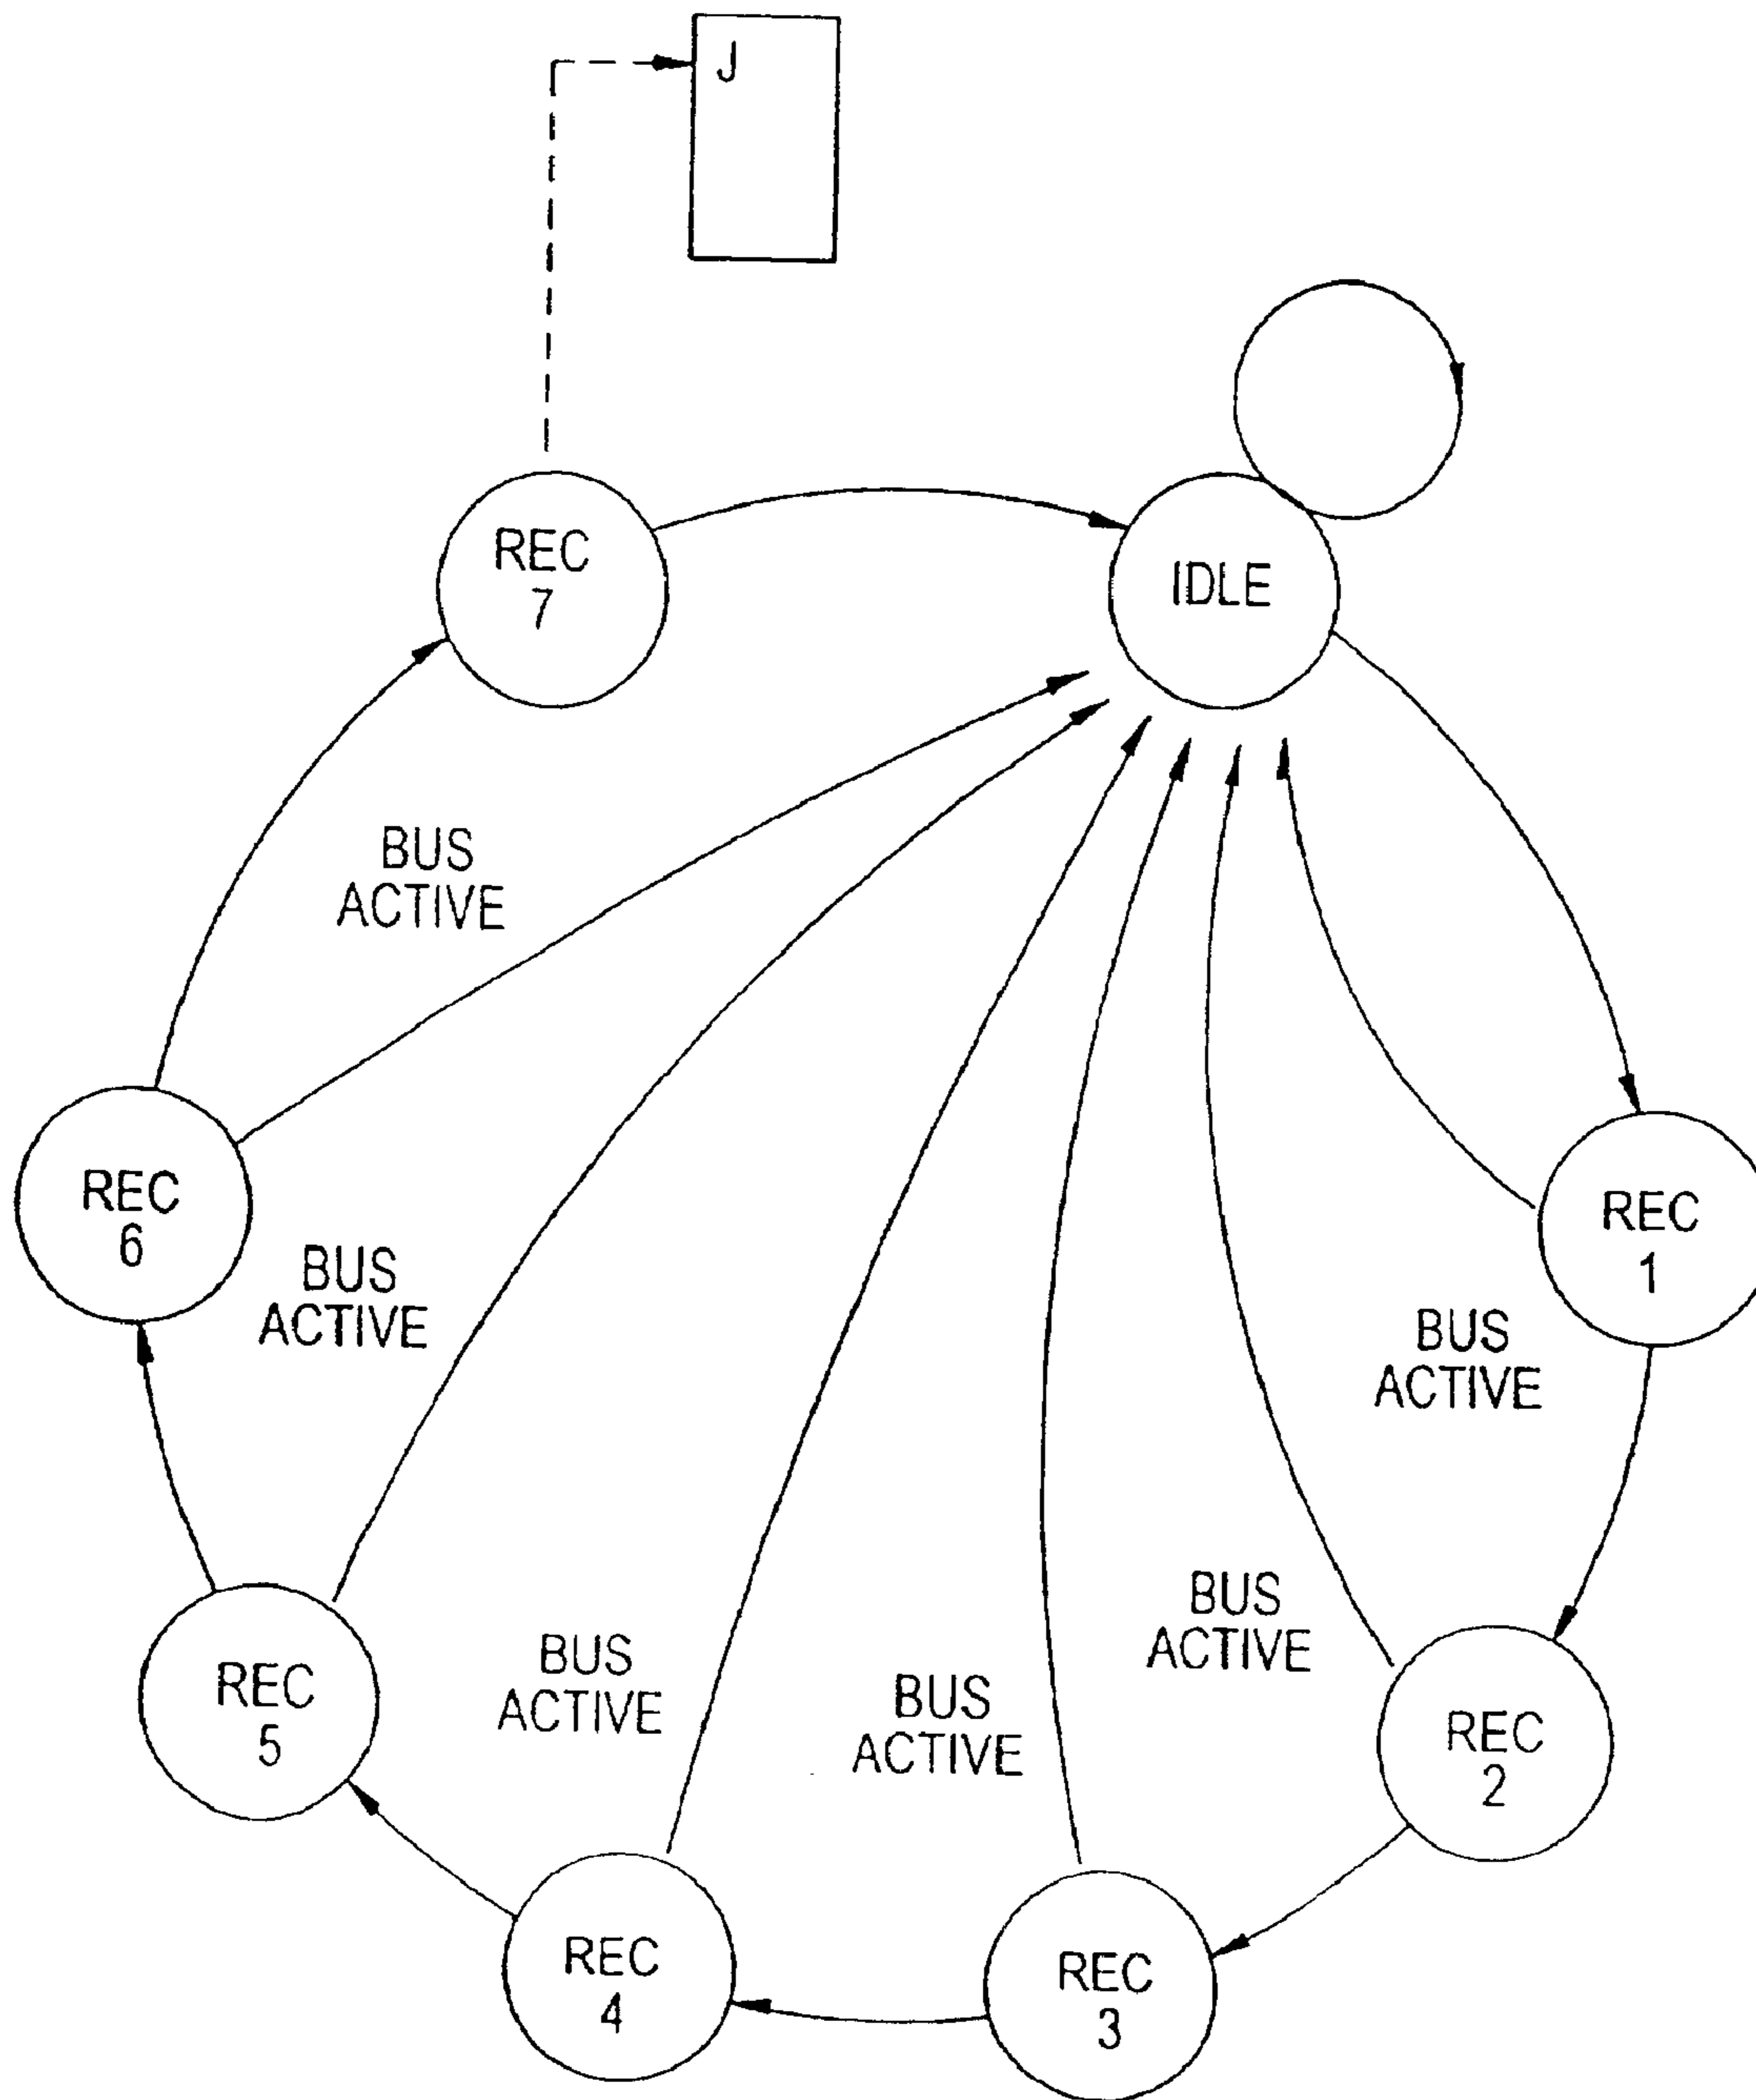 J
REC
7
IDLE
BUS
ACTIVE
REC
6
REC
1
BUS
ACTIVE
BUS
ACTIVE
BUS
ACTIVE
BUS
ACTIVE
BUS
ACTIVE
REC
5
REC
2
REC
4
REC
3